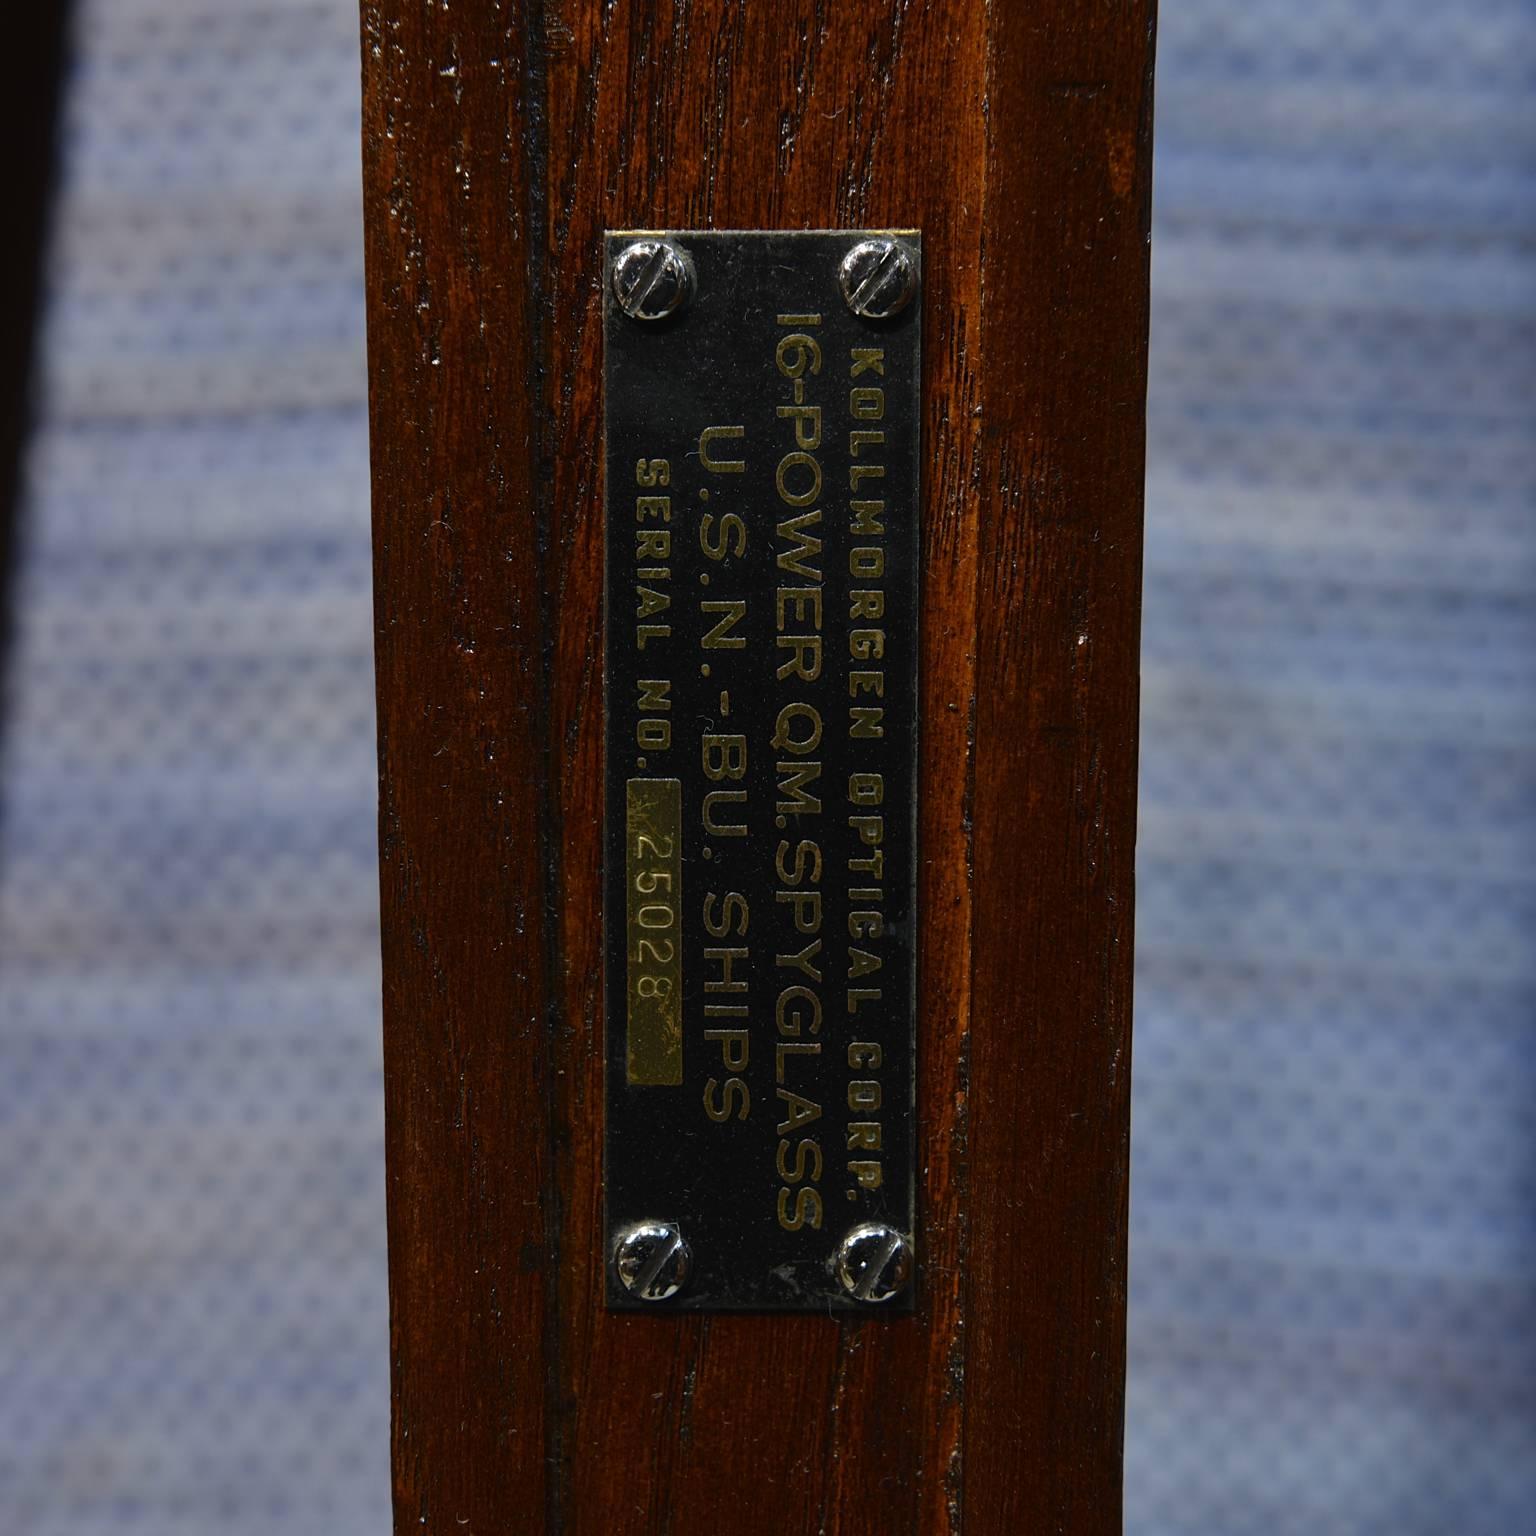 KOLLMORGEN OPTICAL CORP.
16-POWER QM. SPYGLASS
U.S.N.-BU. SHIPS
SERIAL NO. 25028